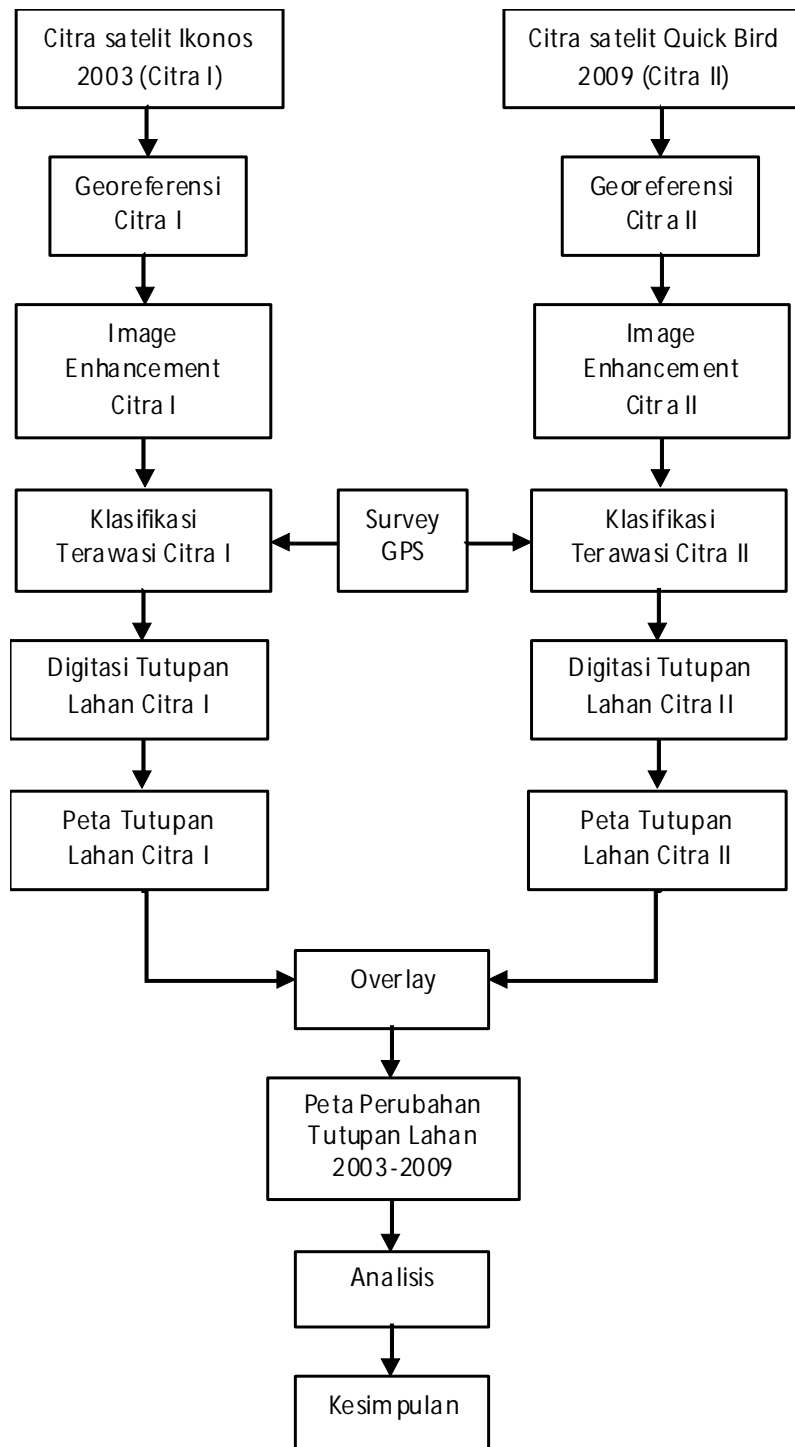 Citra satelit Ikonos
2003 (Citra I)
Citra satelit Quick Bird
2009 (Citra II)
Georeferensi
Citra I
Georeferensi
Citra II
Image
Enhancement
Citra I
Image
Enhancement
Citra II
Klasifikasi
Terawasi Citra I
Survey
GPS
Klasifikasi
Terawasi Citra II
Digitasi Tutupan
Lahan Citra I
Digitasi Tutupan
Lahan Citra II
Peta Tutupan
Lahan Citra I
Peta Tutupan
Lahan Citra II
Overlay
Peta Perubahan
Tutupan Lahan
2003-2009
Analisis
Kesimpulan